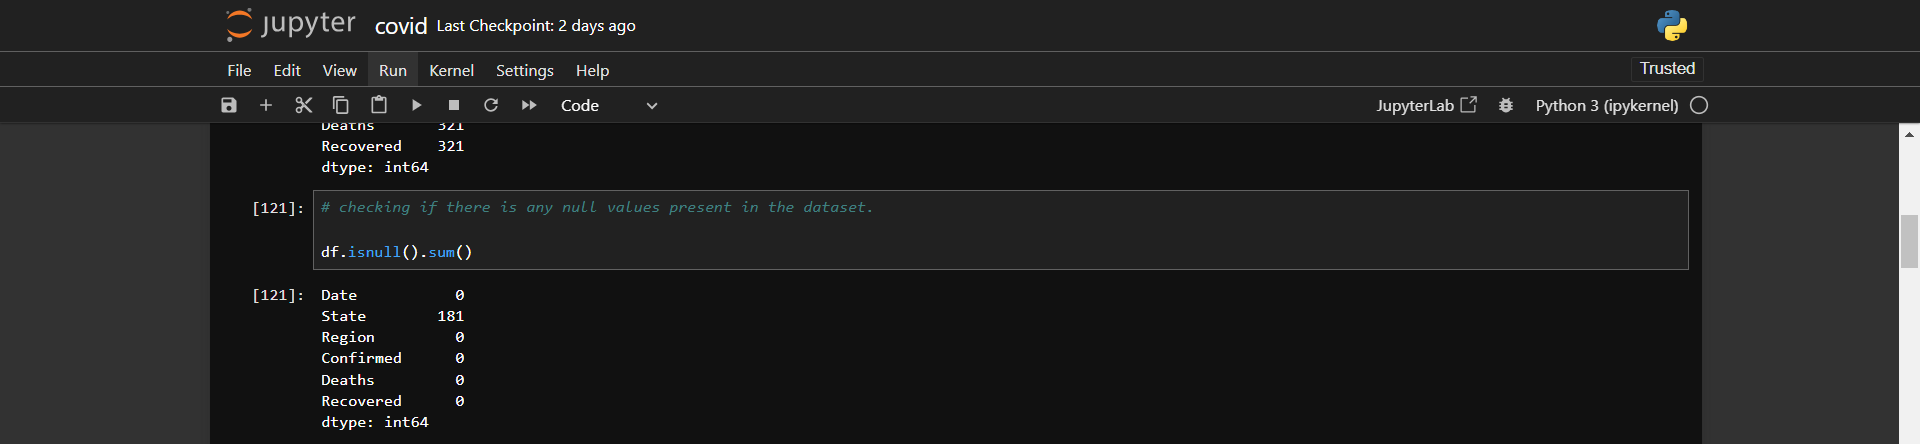 jupyter covid Last Checkpoint: 2 days ago
File Edit View Run Kernel Settings Help Trusted
Code JupyterLab Python 3 (ipykernel)
Deaths 321
Recovered 321
dtype: int64
[121]: # checking if there is any null values present in the dataset.
df.isnull().sum()
[121]: Date 0
State 181
Region 0
Confirmed 0
Deaths 0
Recovered 0
dtype: int64